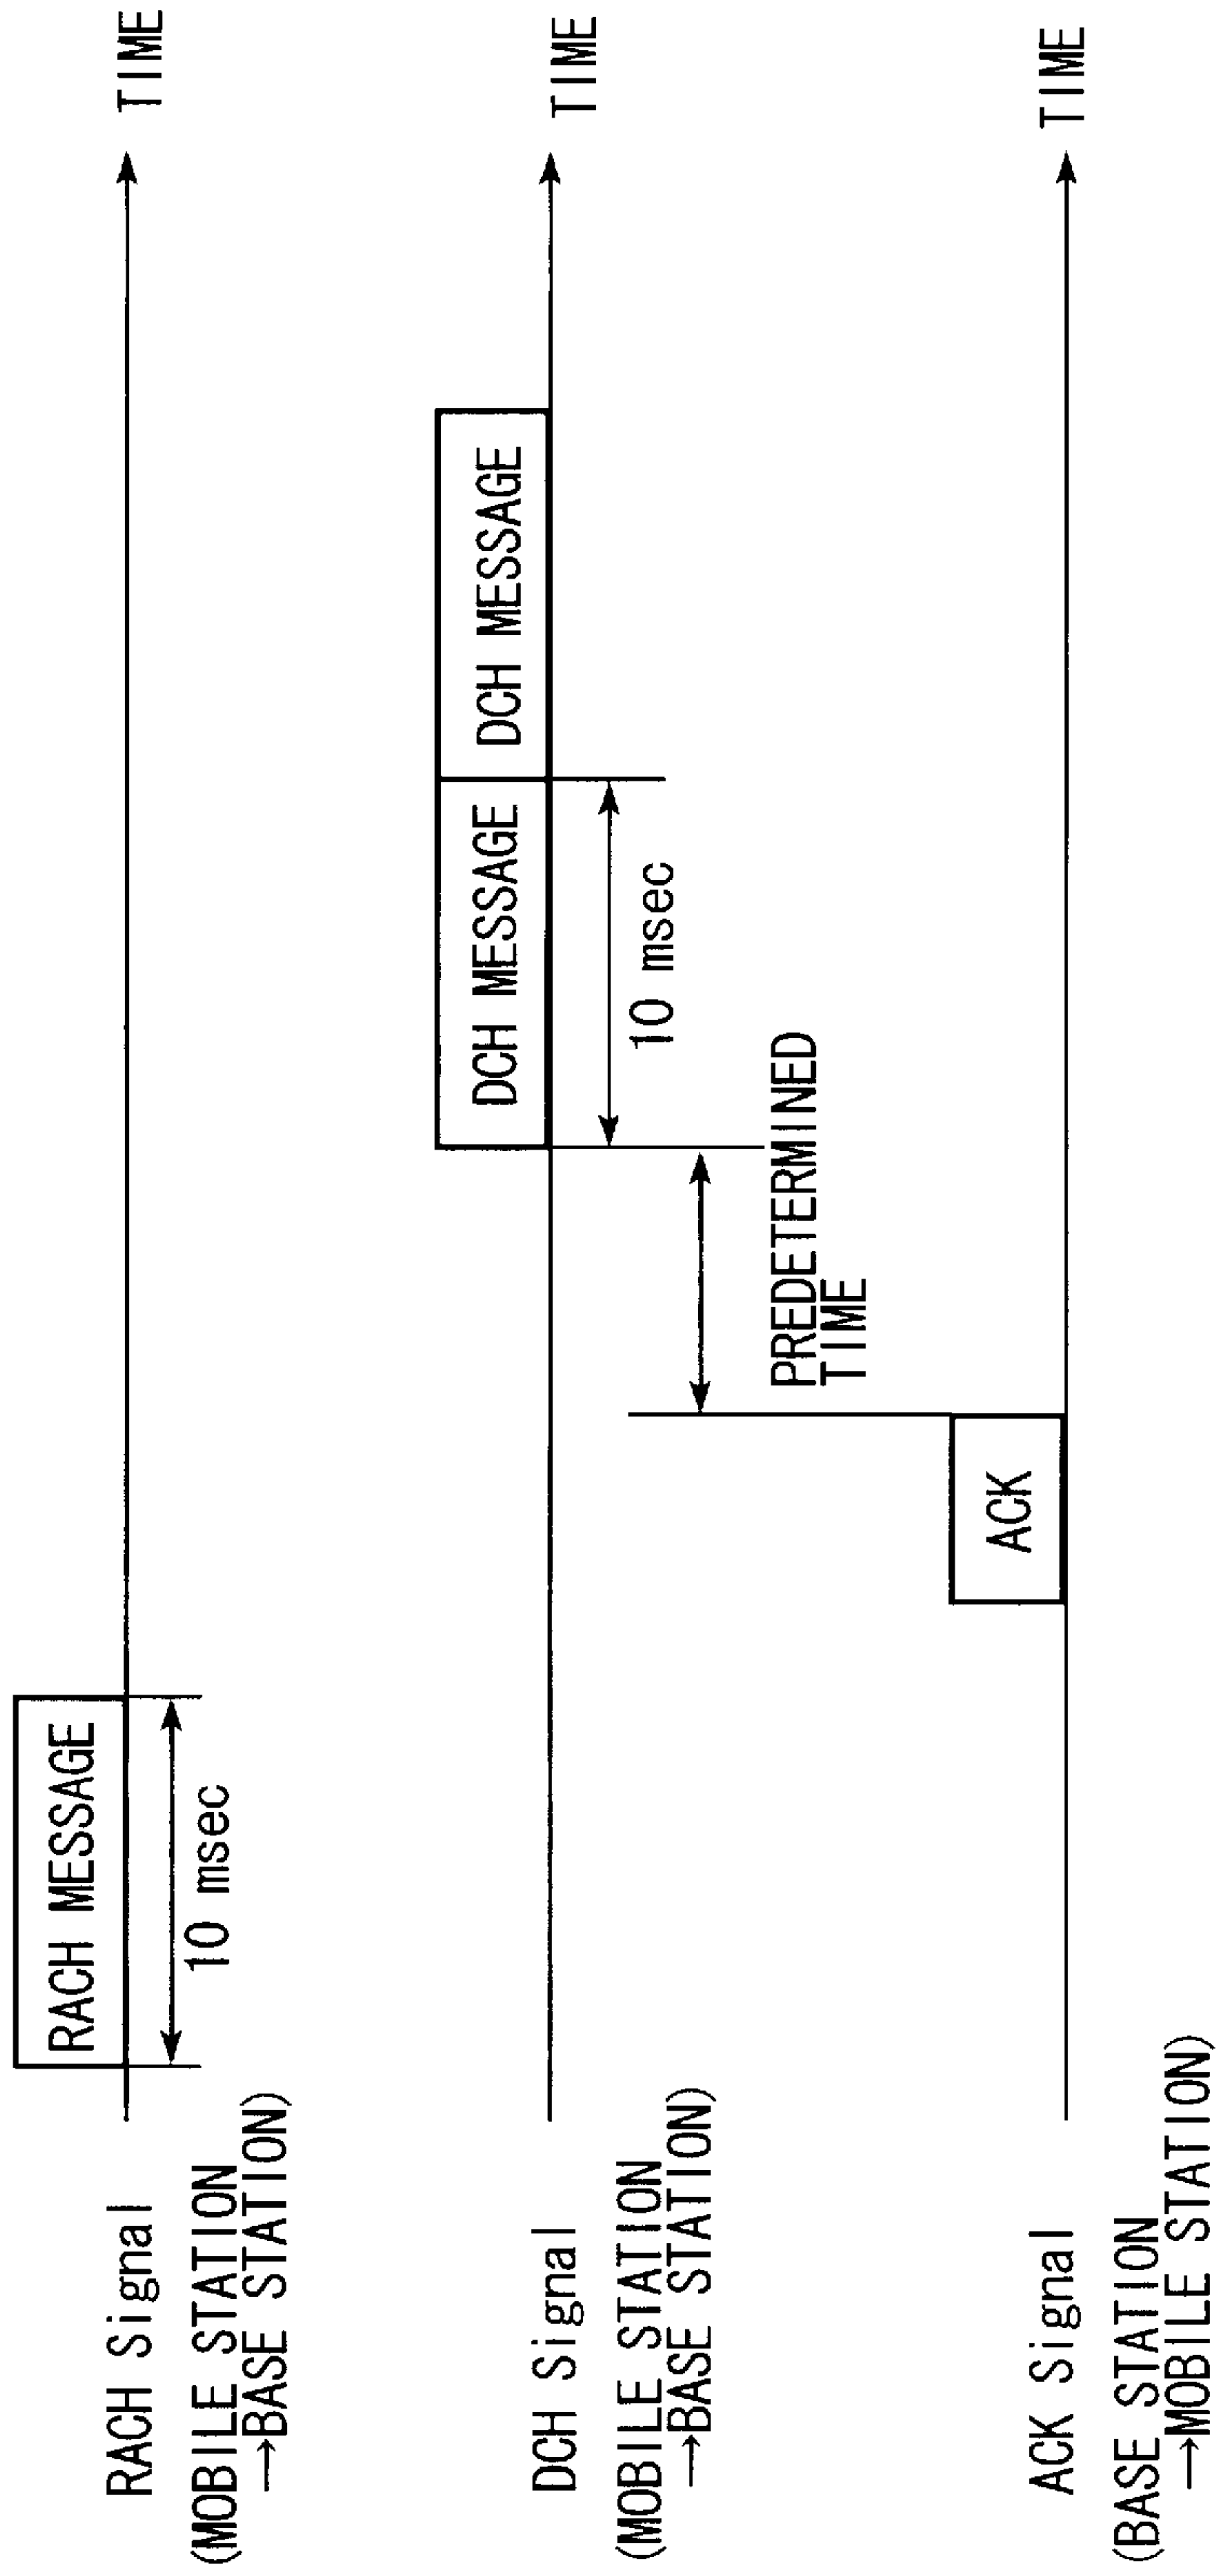 RACH MESSAGE
TIME
10 msec
RACH Signal
(MOBILE STATION
→BASE STATION)
DCH MESSAGE
DCH MESSAGE
TIME
10 msec
DCH Signal
(MOBILE STATION
→BASE STATION)
PREDETERMINED
TIME
ACK
TIME
ACK Signal
(BASE STATION
→MOBILE STATION)